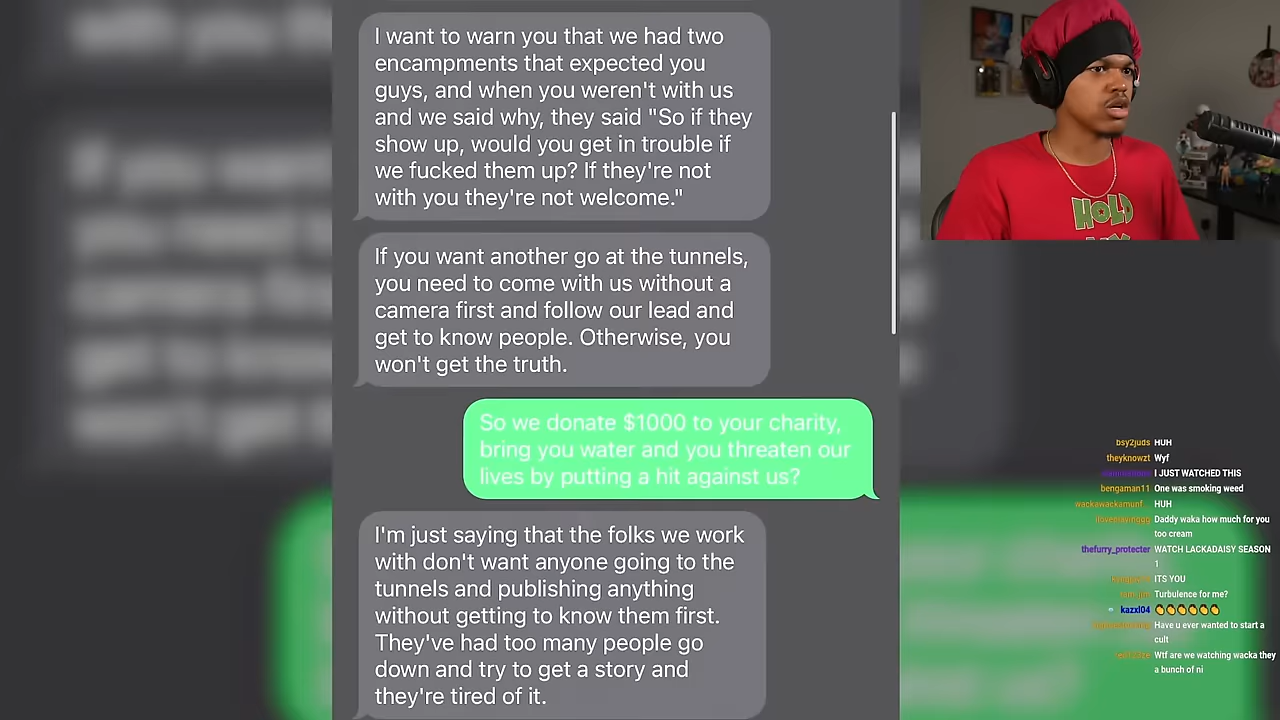 I want to warn you that we had two
encampments that expected you
guys, and when you weren't with us
and we said why, they said "So if they
show up, would you get in trouble if
we fucked them up? If they're not
with you they're not welcome."
If you want another go at the tunnels,
you need to come with us without a
camera first and follow our lead and
get to know people. Otherwise, you
won't get the truth.
So we donate $1000 to your charity,
bring you water and you threaten our
lives by putting a hit against us?
I'm just saying that the folks we work
with don't want anyone going to the
tunnels and publishing anything
without getting to know them first.
They've had too many people go
down and try to get a story and
they're tired of it.
HOLD
bsy2juds HUH
theyknowzt Wyf
I JUST WATCHED THIS
bengaman11 One was smoking weed
HUH
Daddy waka how much for you
too cream
thefurry_protecter WATCH LACKADAISY SEASON
1
ITS YOU
Turbulence for me?
kazxl04 👏👏👏👏👏👏
Have u ever wanted to start a
cult
Wtf are we watching wacka they
a bunch of ni